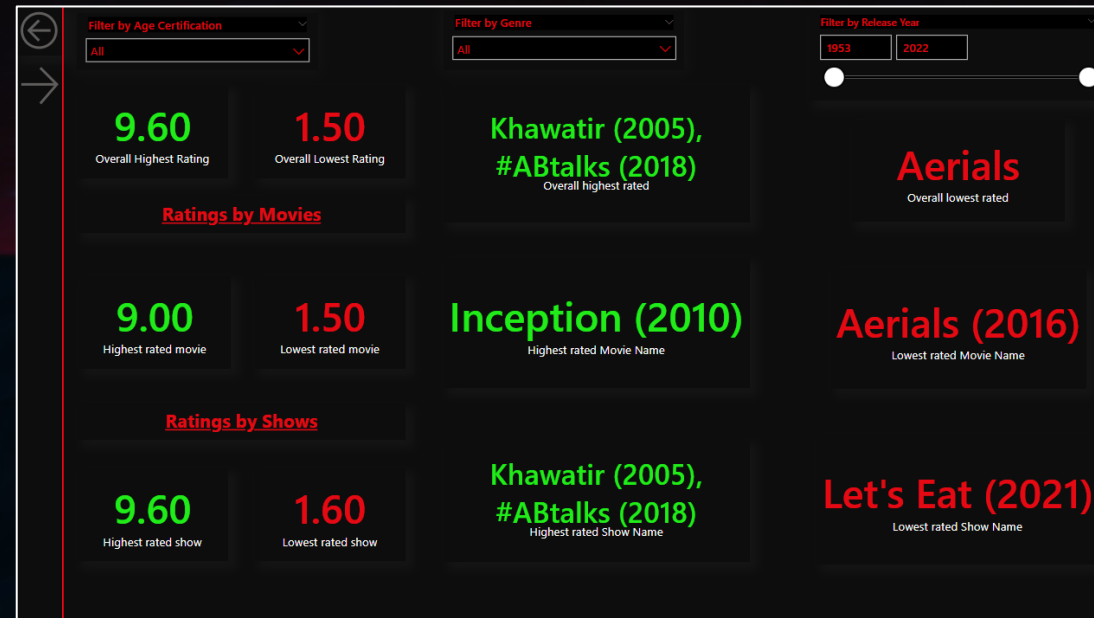 Filter by Age Certification
All
Filter by Genre
All
Filter by Release Year
1953
2022
9.60
Overall Highest Rating
1.50
Overall Lowest Rating
Khawatir (2005),
#ABtalks (2018)
Overall highest rated
Aerials
Overall lowest rated
Ratings by Movies
9.00
Highest rated movie
1.50
Lowest rated movie
Inception (2010)
Highest rated Movie Name
Aerials (2016)
Lowest rated Movie Name
Ratings by Shows
9.60
Highest rated show
1.60
Lowest rated show
Khawatir (2005),
#ABtalks (2018)
Highest rated Show Name
Let's Eat (2021)
Lowest rated Show Name